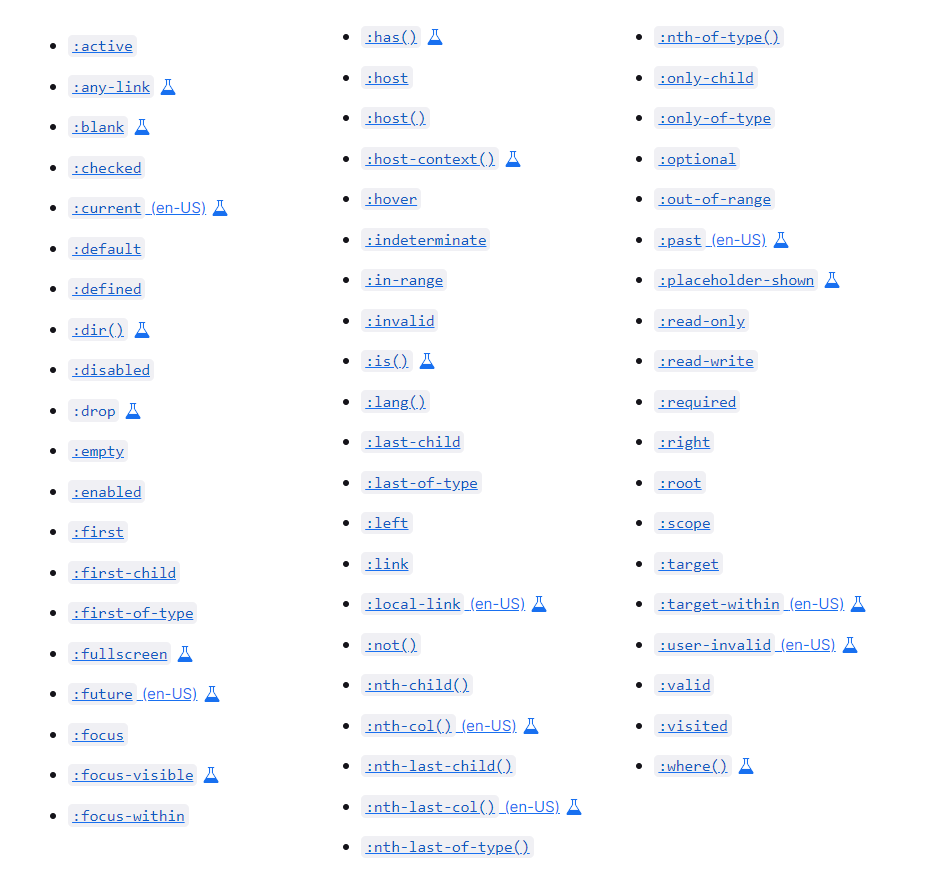 :active
:any-link
:blank
:checked
:current (en-US)
:default
:defined
:dir()
:disabled
:drop
:empty
:enabled
:first
:first-child
:first-of-type
:fullscreen
:future (en-US)
:focus
:focus-visible
:focus-within
:has()
:host
:host()
:host-context()
:hover
:indeterminate
:in-range
:invalid
:is()
:lang()
:last-child
:last-of-type
:left
:link
:local-link (en-US)
:not()
:nth-child()
:nth-col() (en-US)
:nth-last-child()
:nth-last-col() (en-US)
:nth-last-of-type()
:nth-of-type()
:only-child
:only-of-type
:optional
:out-of-range
:past (en-US)
:placeholder-shown
:read-only
:read-write
:required
:right
:root
:scope
:target
:target-within (en-US)
:user-invalid (en-US)
:valid
:visited
:where()